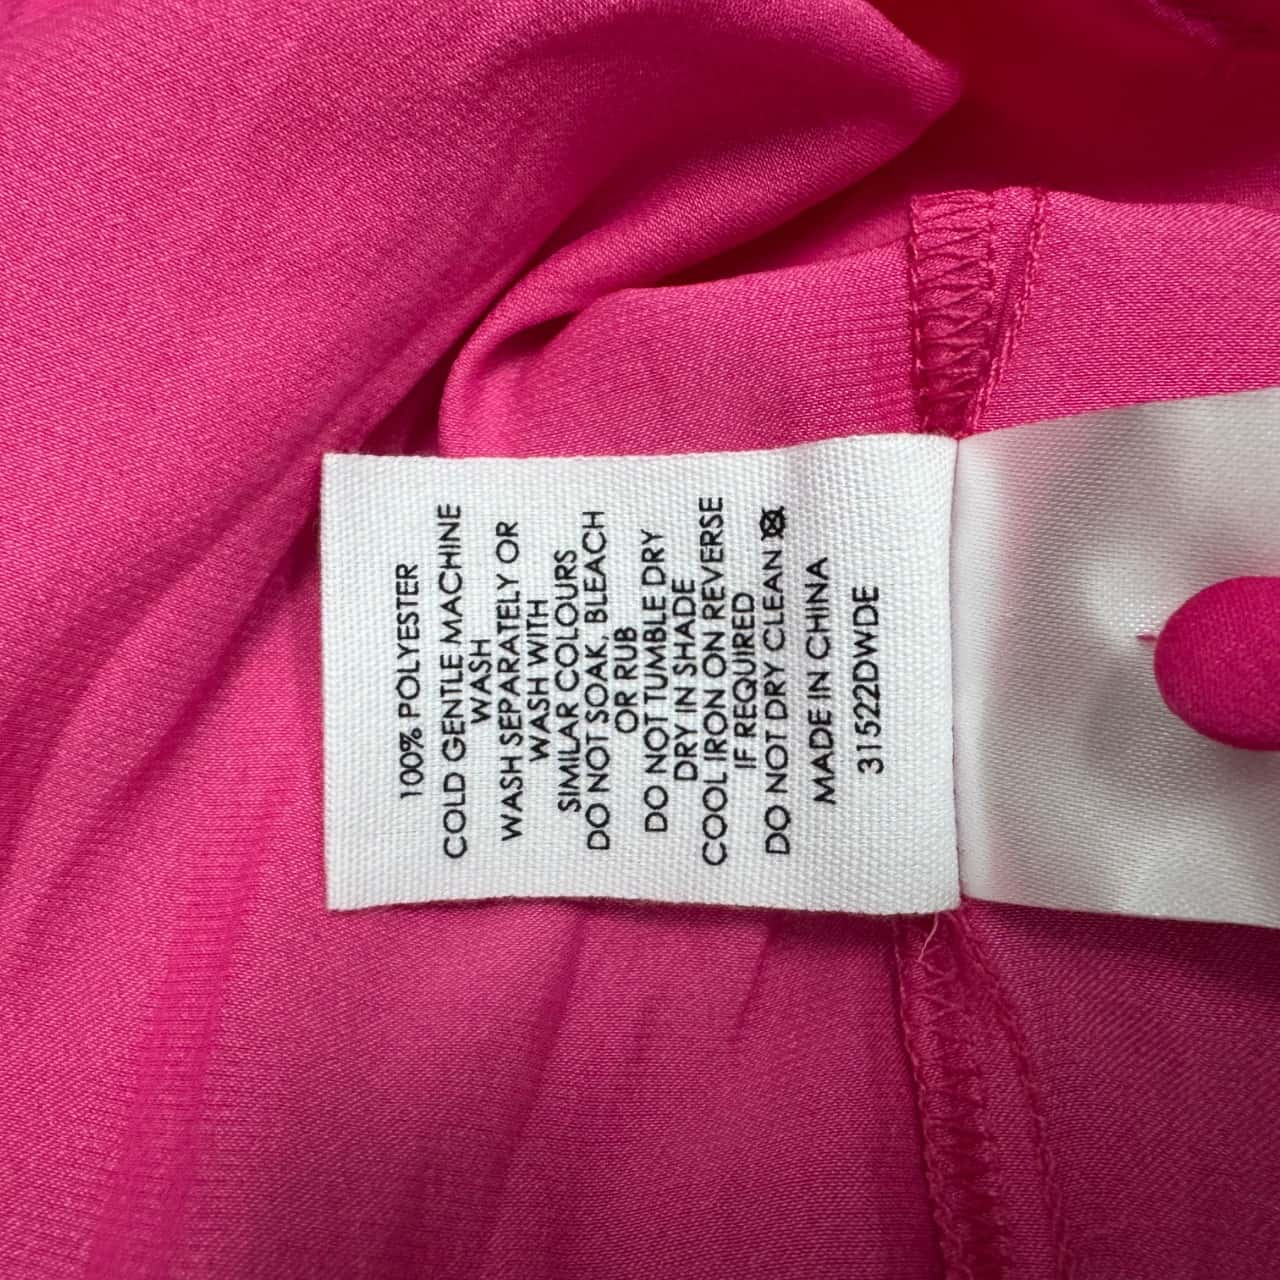 100% POLYESTER
COLD GENTLE MACHINE
WASH
WASH SEPARATELY OR
WASH WITH
SIMILAR COLOURS
DO NOT SOAK, BLEACH
OR RUB
DO NOT TUMBLE DRY
DRY IN SHADE
COOL IRON ON REVERSE
IF REQUIRED
DO NOT DRY CLEAN
MADE IN CHINA
31522DWDE